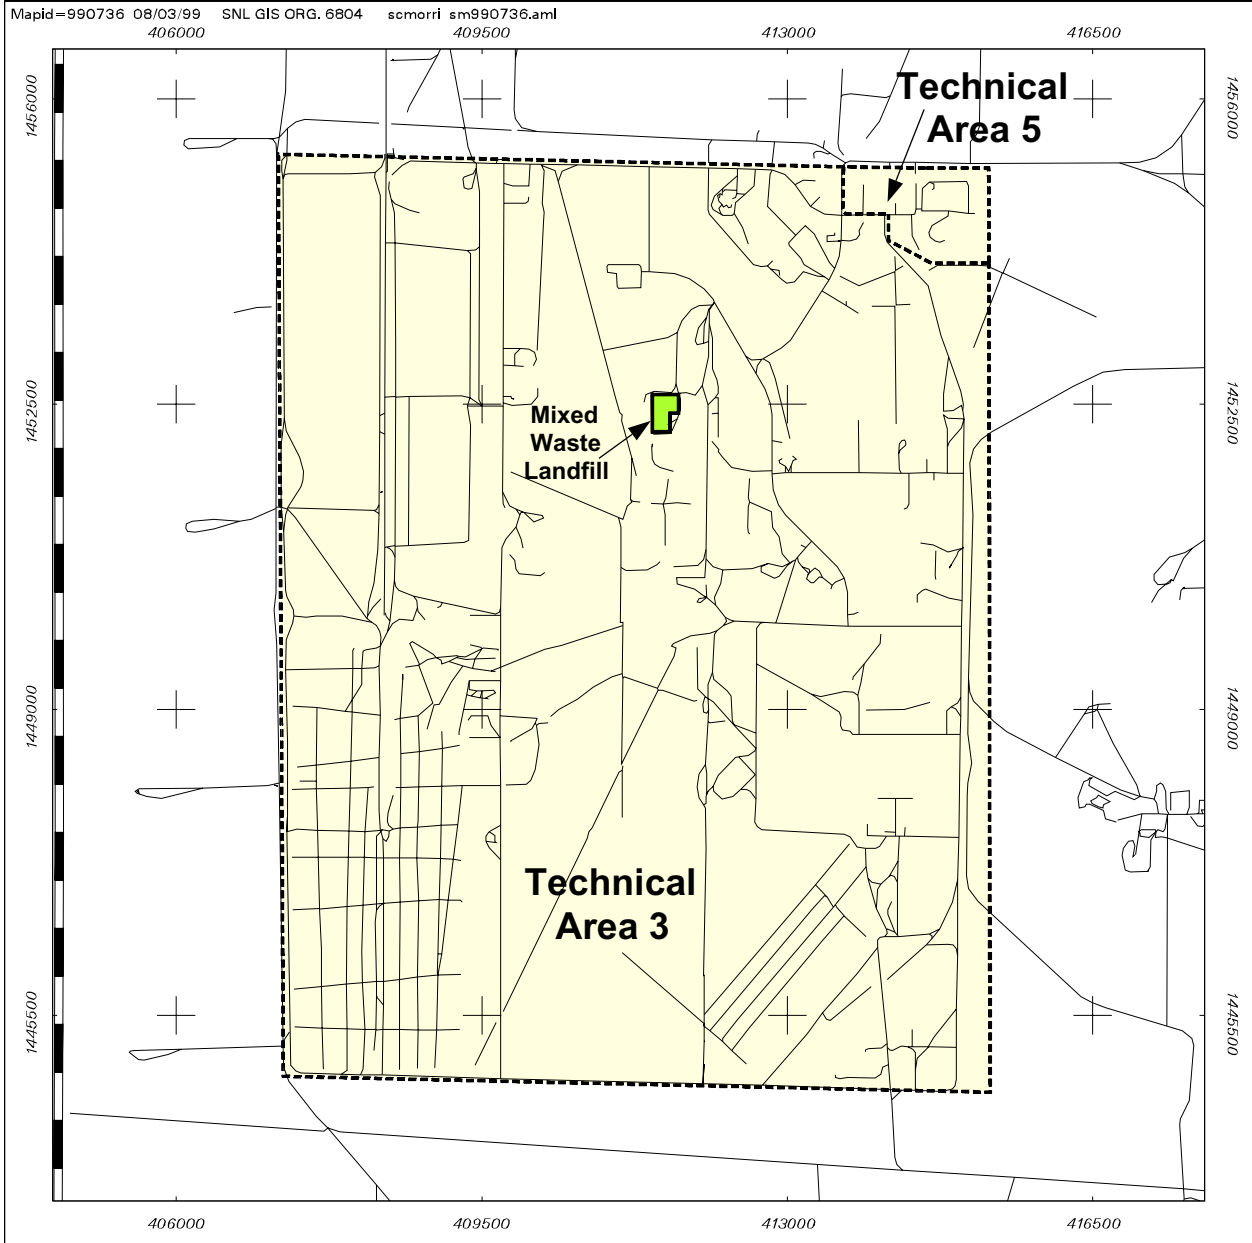 Mapid=990736 08/03/99 SNL GIS ORG. 6804 scmorri sm990736.aml
406000 409500 413000 416500
1456000
1456000
Technical
Area 5
1452500
1452500
Mixed
Waste
Landfill
1449000
1449000
Technical
Area 3
1445500
1445500
406000 409500 413000 416500